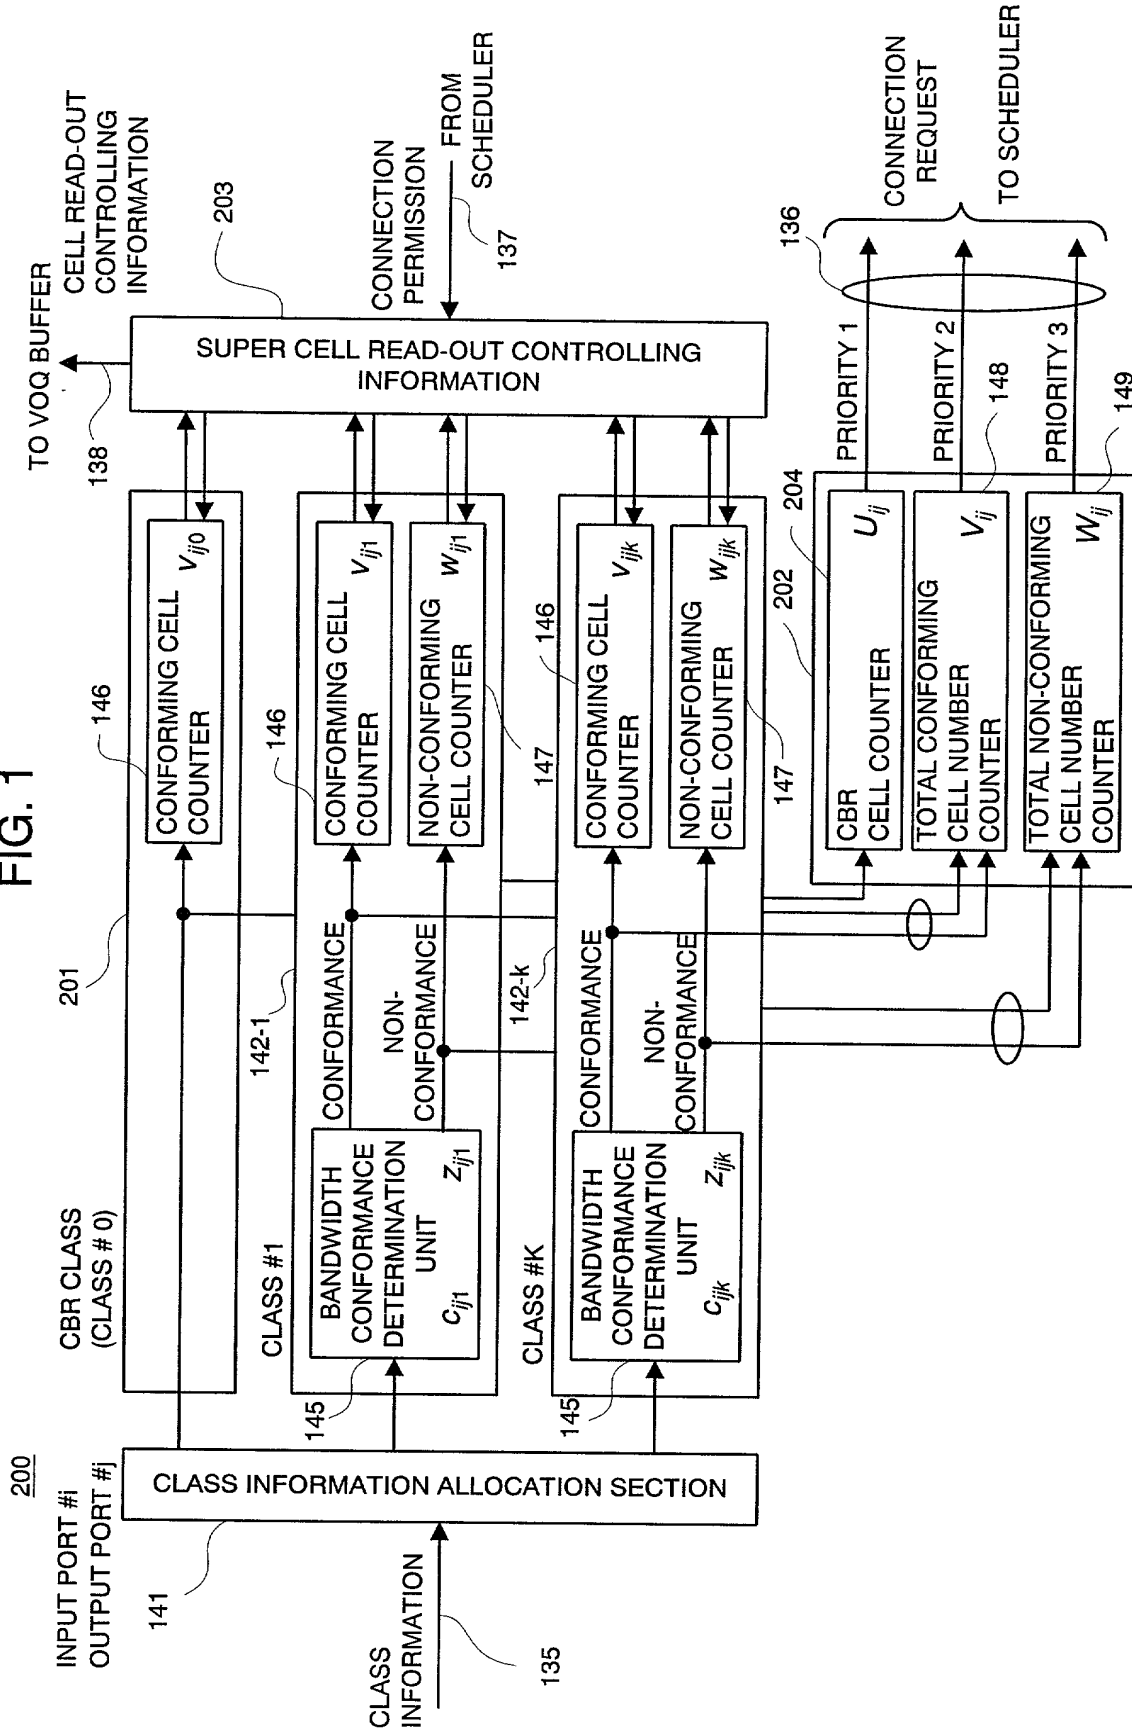 FIG. 1
200
INPUT PORT #i
OUTPUT PORT #j
141
CLASS
INFORMATION
135
CLASS INFORMATION ALLOCATION SECTION
CBR CLASS
(CLASS # 0)
201
146
CONFORMING CELL
COUNTER
v_ij0
CLASS #1
142-1
145
BANDWIDTH
CONFORMANCE
DETERMINATION
UNIT
c_ij1
z_ij1
CONFORMANCE
NON-
CONFORMANCE
146
CONFORMING CELL
COUNTER
v_ij1
NON-CONFORMING
CELL COUNTER
w_ij1
147
CLASS #K
142-k
145
BANDWIDTH
CONFORMANCE
DETERMINATION
UNIT
c_ijk
z_ijk
CONFORMANCE
NON-
CONFORMANCE
146
CONFORMING CELL
COUNTER
v_ijk
NON-CONFORMING
CELL COUNTER
w_ijk
147
TO VOQ BUFFER
138
CELL READ-OUT
CONTROLLING
INFORMATION
203
SUPER CELL READ-OUT CONTROLLING
INFORMATION
CONNECTION
PERMISSION
FROM
SCHEDULER
137
202
204
CBR
CELL COUNTER
U_ij
TOTAL CONFORMING
CELL NUMBER
COUNTER
V_ij
148
TOTAL NON-CONFORMING
CELL NUMBER
COUNTER
W_ij
149
PRIORITY 1
PRIORITY 2
PRIORITY 3
136
CONNECTION
REQUEST
TO SCHEDULER